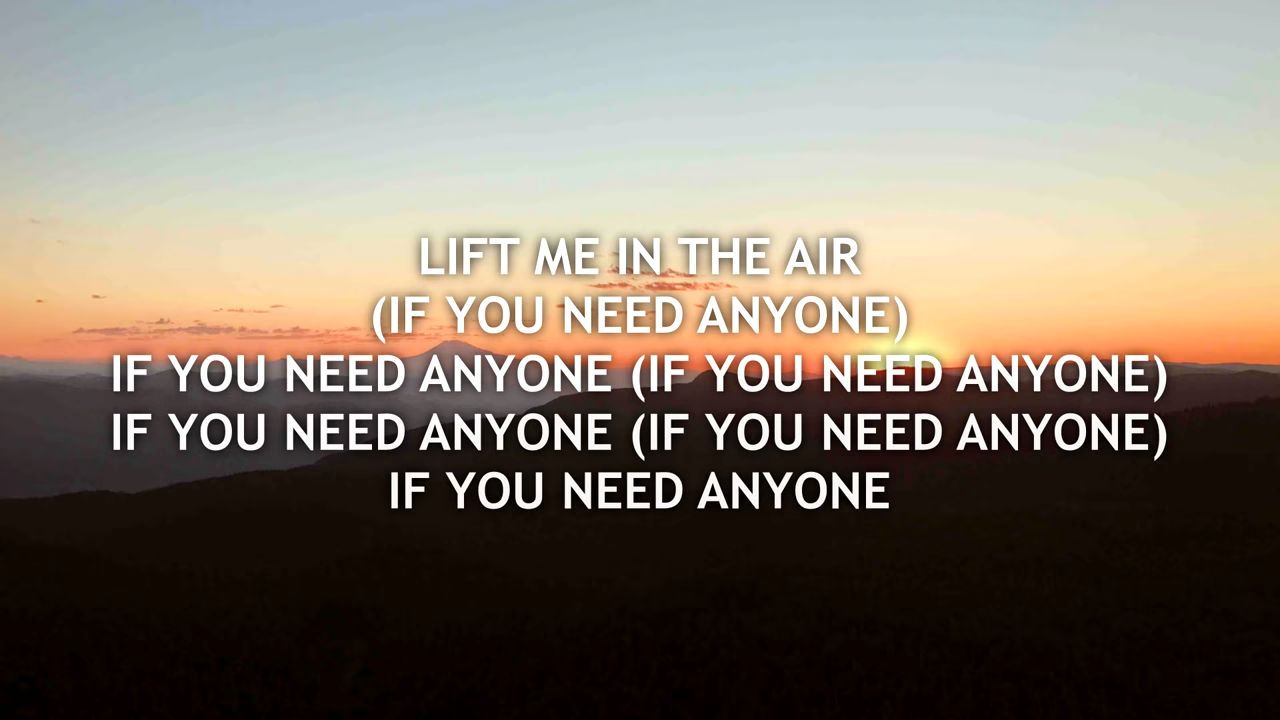 LIFT ME IN THE AIR
(IF YOU NEED ANYONE)
IF YOU NEED ANYONE (IF YOU NEED ANYONE)
IF YOU NEED ANYONE (IF YOU NEED ANYONE)
IF YOU NEED ANYONE